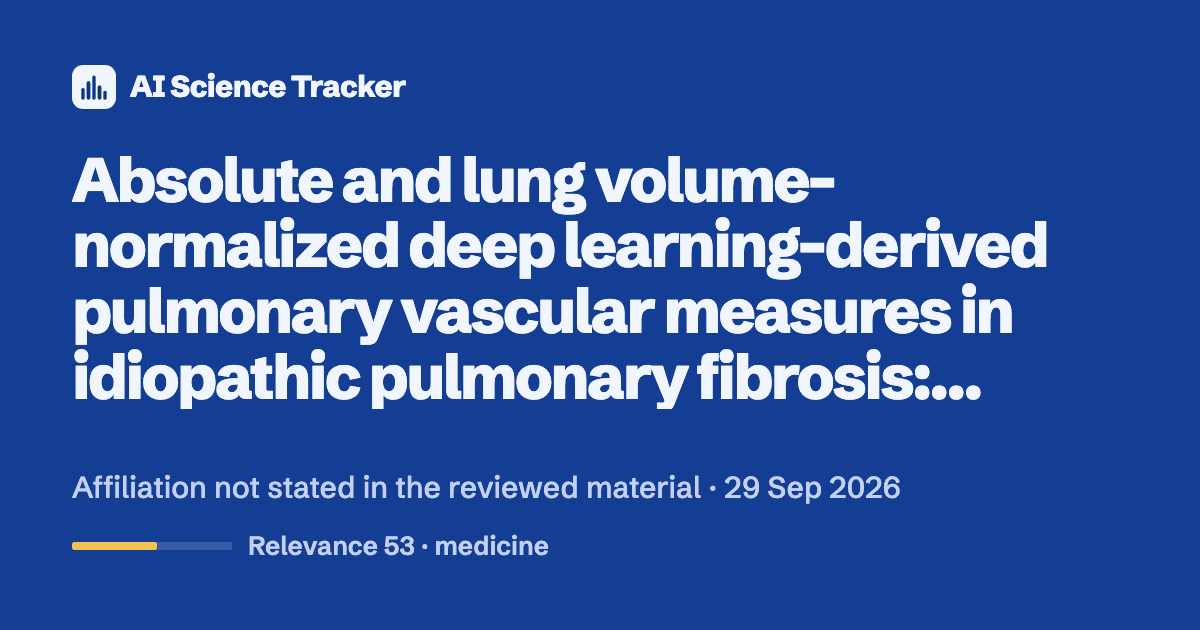 AI Science Tracker
Absolute and lung volume-
normalized deep learning-derived
pulmonary vascular measures in
idiopathic pulmonary fibrosis:...
Affiliation not stated in the reviewed material · 29 Sep 2026
Relevance 53 · medicine